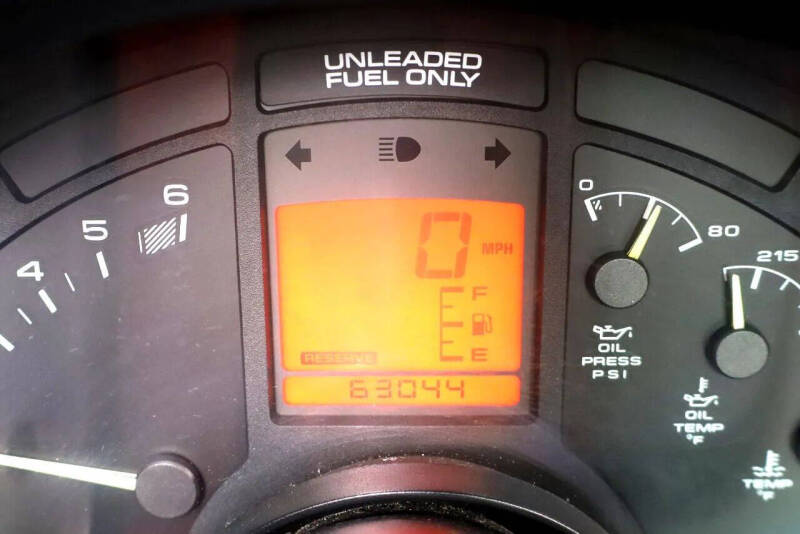 UNLEADED
FUEL ONLY
4
5
6
0
MPH
F
E
RESERVE
63044
0
80
OIL
PRESS
PSI
215
OIL
TEMP
°F
TEMP
°F